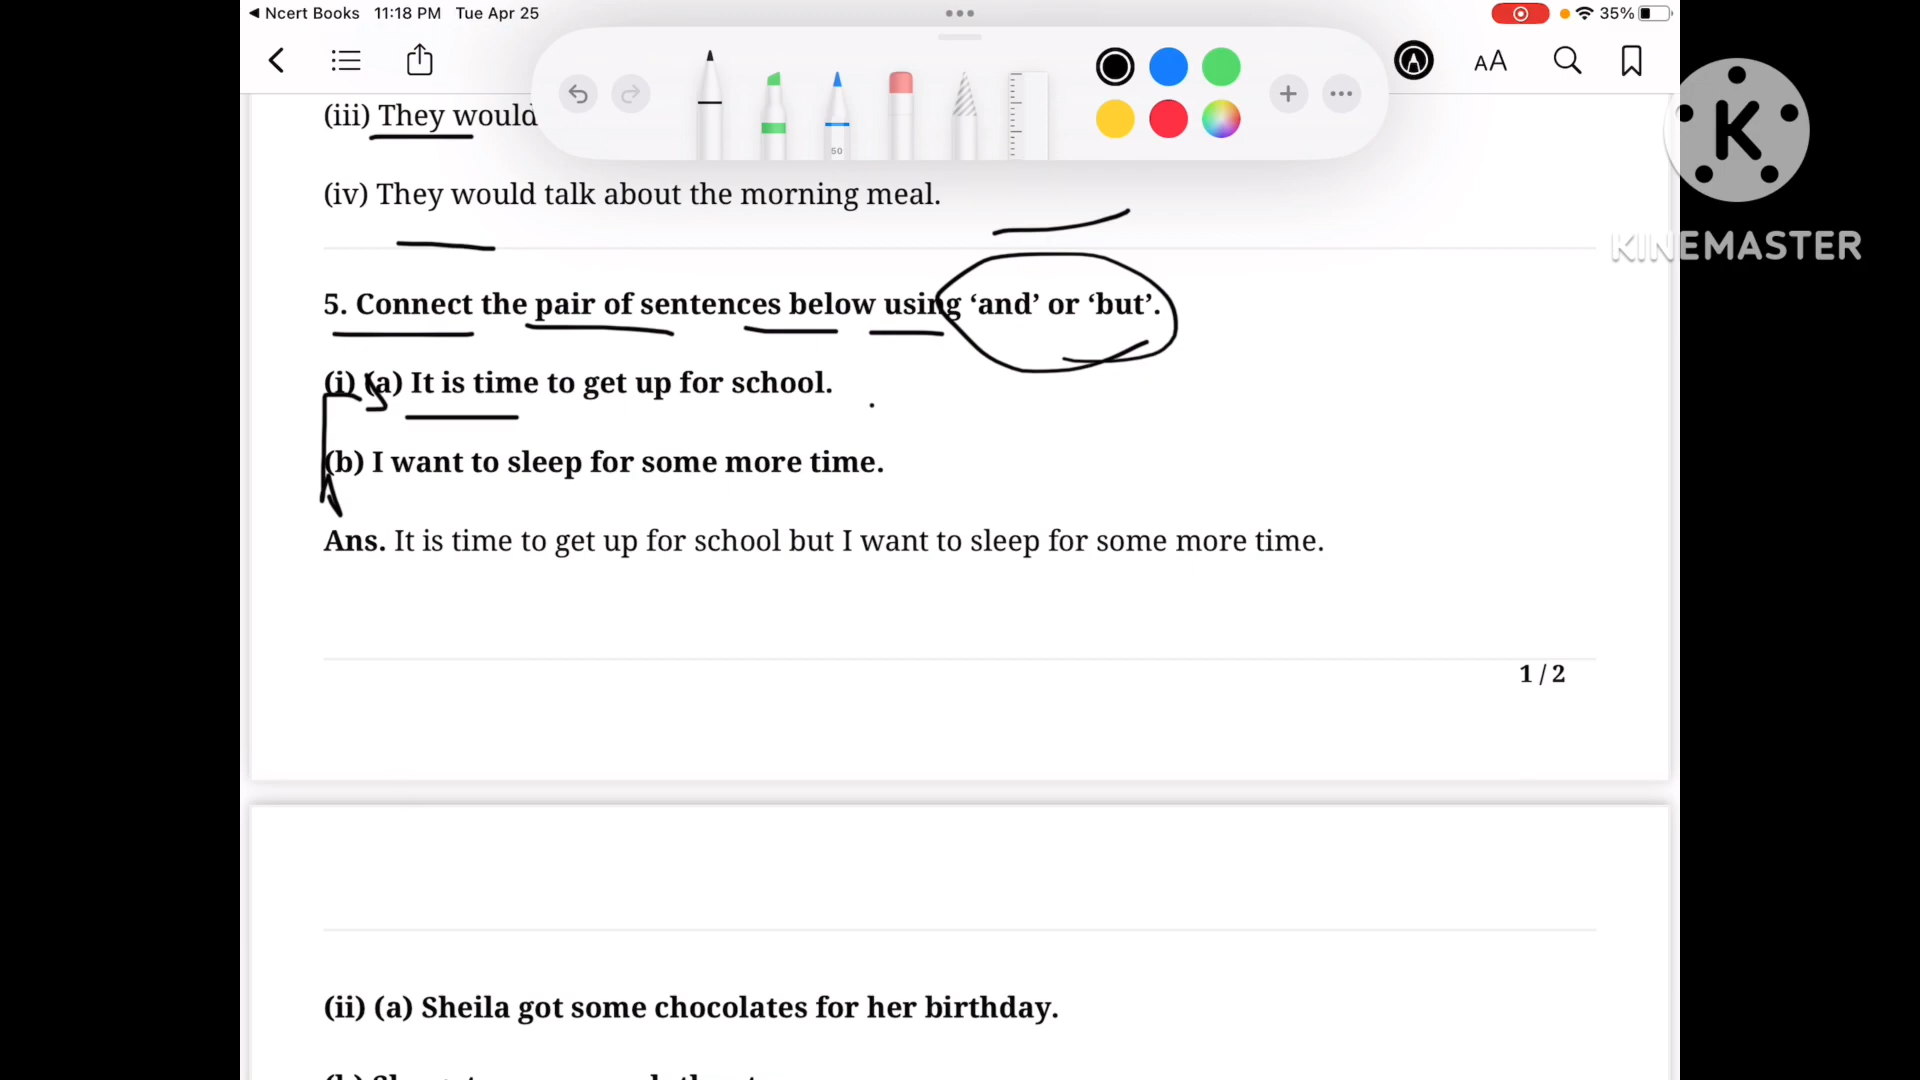 Ncert Books 11:18 PM Tue Apr 25 35%
AA
50
K
KINEMASTER
(iii) They would
(iv) They would talk about the morning meal.
5. Connect the pair of sentences below using ‘and’ or ‘but’.
(i) (a) It is time to get up for school.
(b) I want to sleep for some more time.
Ans. It is time to get up for school but I want to sleep for some more time.
1 / 2
(ii) (a) Sheila got some chocolates for her birthday.